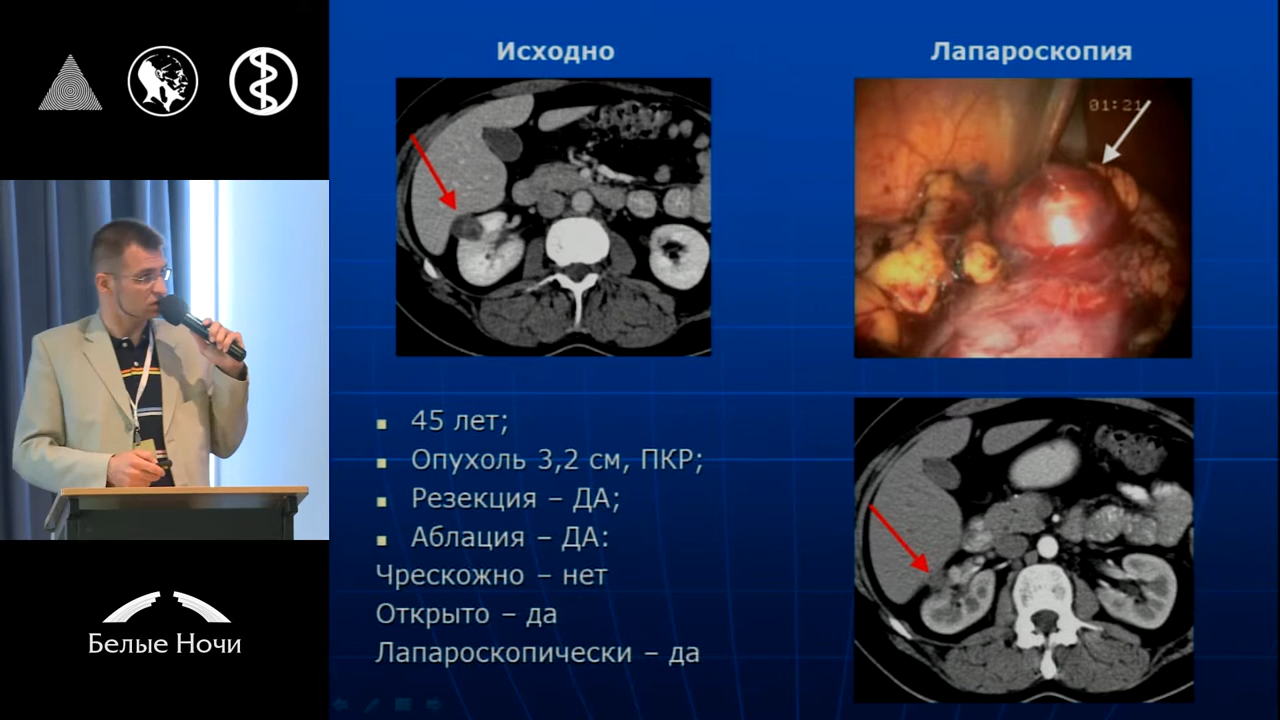 Исходно
Лапароскопия
01:21
45 лет;
Опухоль 3,2 см, ПКР;
Резекция – ДА;
Аблация – ДА:
Чрескожно – нет
Открыто – да
Лапароскопически – да
Белые Ночи